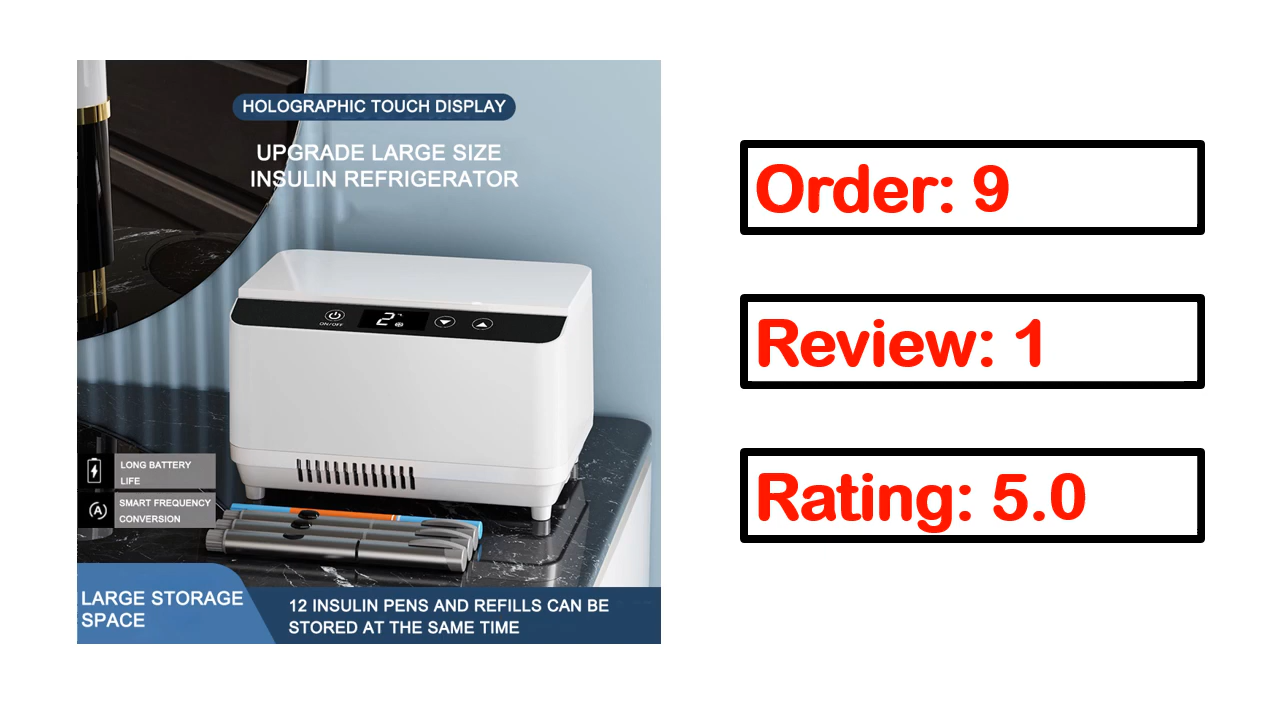 HOLOGRAPHIC TOUCH DISPLAY
UPGRADE LARGE SIZE
INSULIN REFRIGERATOR
ON/OFF
2
LONG BATTERY
LIFE
A
SMART FREQUENCY
CONVERSION
LARGE STORAGE
SPACE
12 INSULIN PENS AND REFILLS CAN BE
STORED AT THE SAME TIME
Order: 9
Review: 1
Rating: 5.0